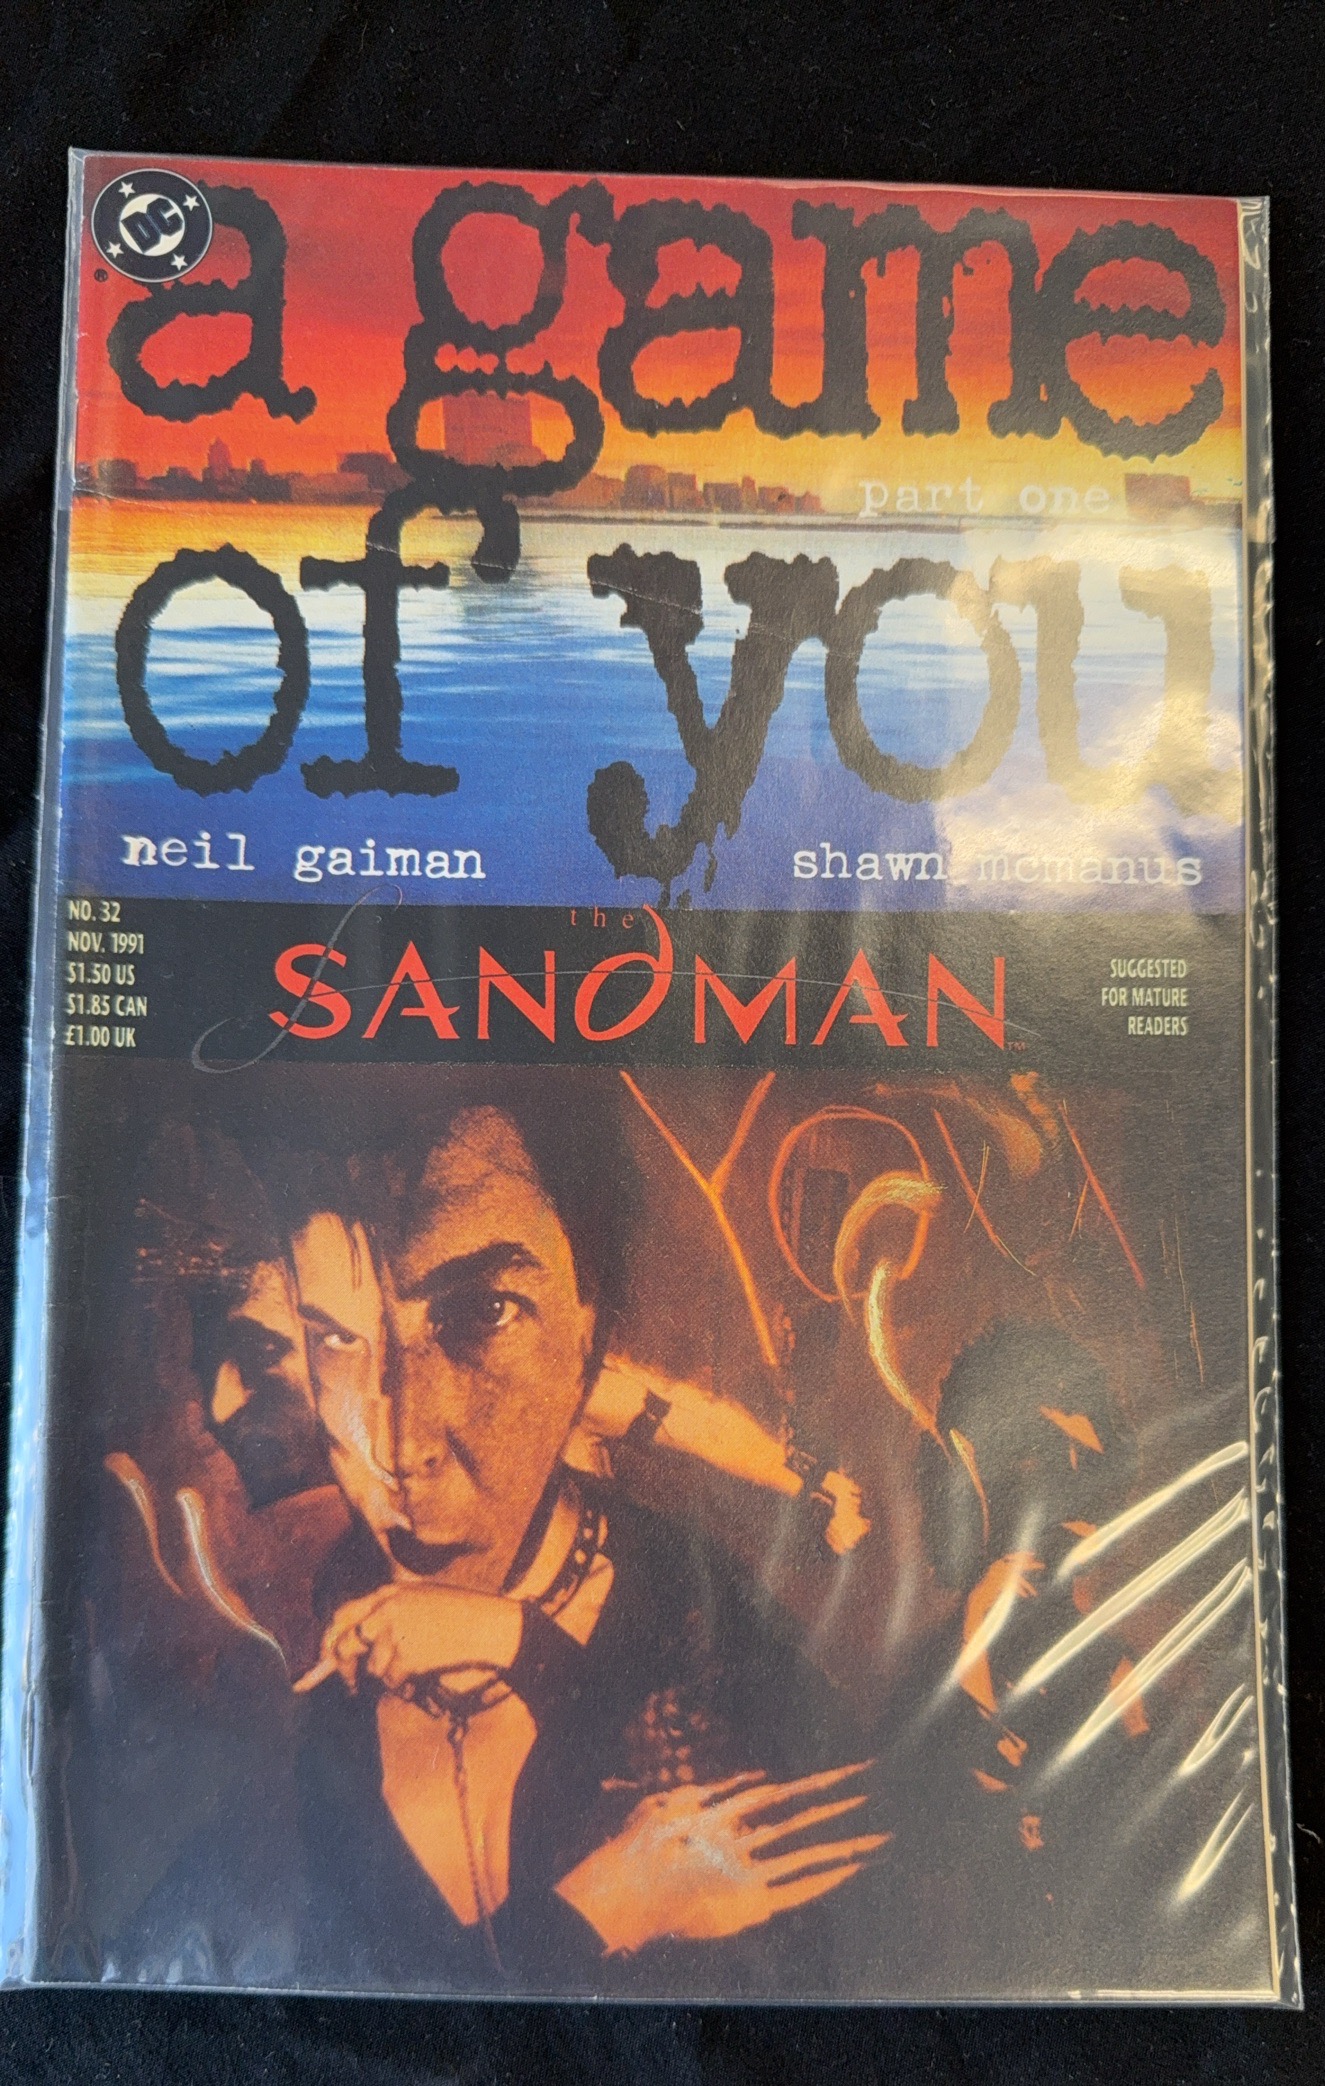 DC
®
a game
part one
of you
neil gaiman
shawn mcmanus
NO. 32
NOV. 1991
$1.50 US
$1.85 CAN
£1.00 UK
the
SANDMAN
TM
SUGGESTED
FOR MATURE
READERS
YOU